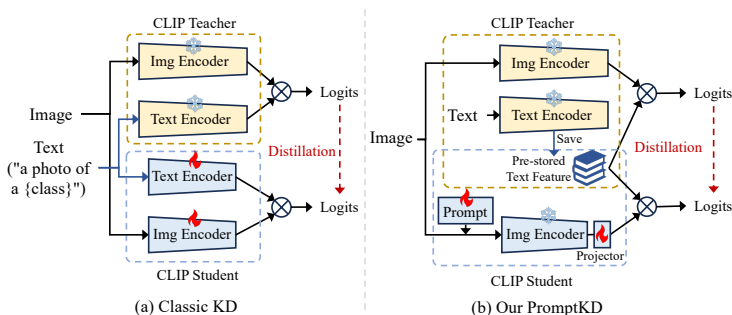 CLIP Teacher
Img Encoder
Text Encoder
Logits
Image
Text
("a photo of
a {class}")
Distillation
Text Encoder
Img Encoder
Logits
CLIP Student
(a) Classic KD
CLIP Teacher
Img Encoder
Text
Text Encoder
Logits
Save
Image
Pre-stored
Text Feature
Distillation
Prompt
Img Encoder
Logits
Projector
CLIP Student
(b) Our PromptKD